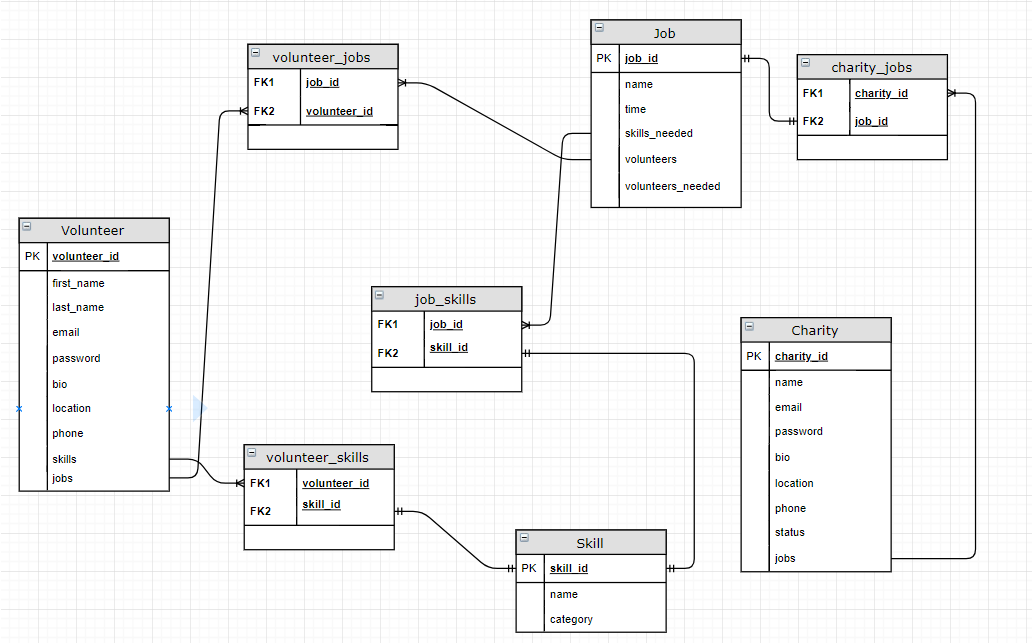 Job
PK job_id
name
time
skills_needed
volunteers
volunteers_needed
volunteer_jobs
FK1 job_id
FK2 volunteer_id
charity_jobs
FK1 charity_id
FK2 job_id
Volunteer
PK volunteer_id
first_name
last_name
email
password
bio
location
phone
skills
jobs
job_skills
FK1 job_id
FK2 skill_id
Charity
PK charity_id
name
email
password
bio
location
phone
status
jobs
volunteer_skills
FK1 volunteer_id
FK2 skill_id
Skill
PK skill_id
name
category